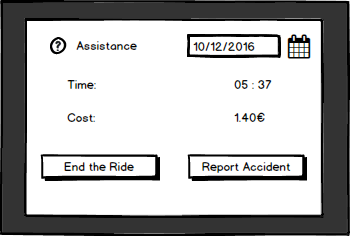 ? Assistance 10/12/2016
Time: 05 : 37
Cost: 1.40€
End the Ride Report Accident